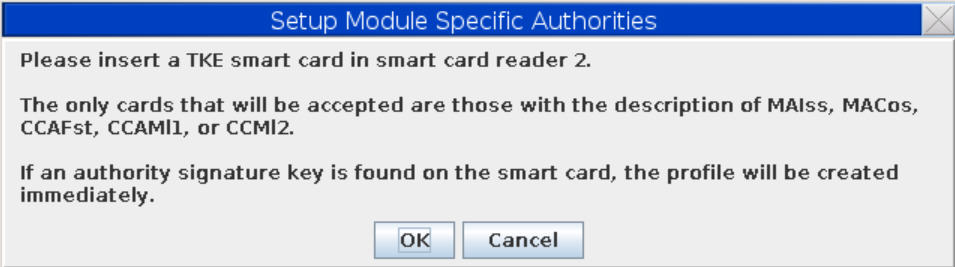 Setup Module Specific Authorities
Please insert a TKE smart card in smart card reader 2.
The only cards that will be accepted are those with the description of MAIss, MACos,
CCAFst, CCAMl1, or CCMl2.
If an authority signature key is found on the smart card, the profile will be created
immediately.
OK
Cancel